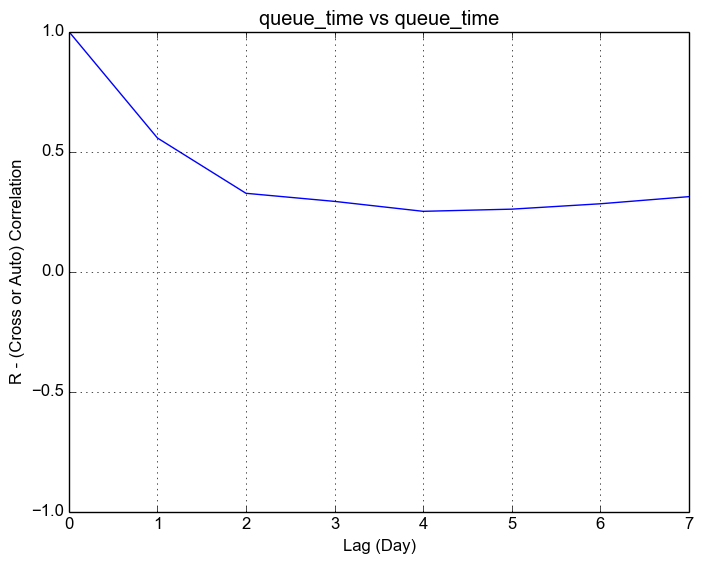 queue_time vs queue_time
R - (Cross or Auto) Correlation
1.0
0.5
0.0
−0.5
−1.0
0 1 2 3 4 5 6 7
Lag (Day)